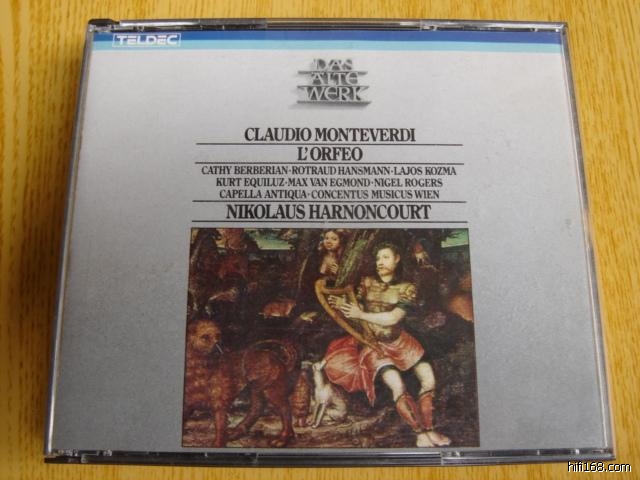 TELDEC
DAS
ALTE
WERK
CLAUDIO MONTEVERDI
L'ORFEO
CATHY BERBERIAN·ROTRAUD HANSMANN·LAJOS KOZMA
KURT EQUILUZ·MAX VAN EGMOND·NIGEL ROGERS
CAPELLA ANTIQUA·CONCENTUS MUSICUS WIEN
NIKOLAUS HARNONCOURT
hifi168.com